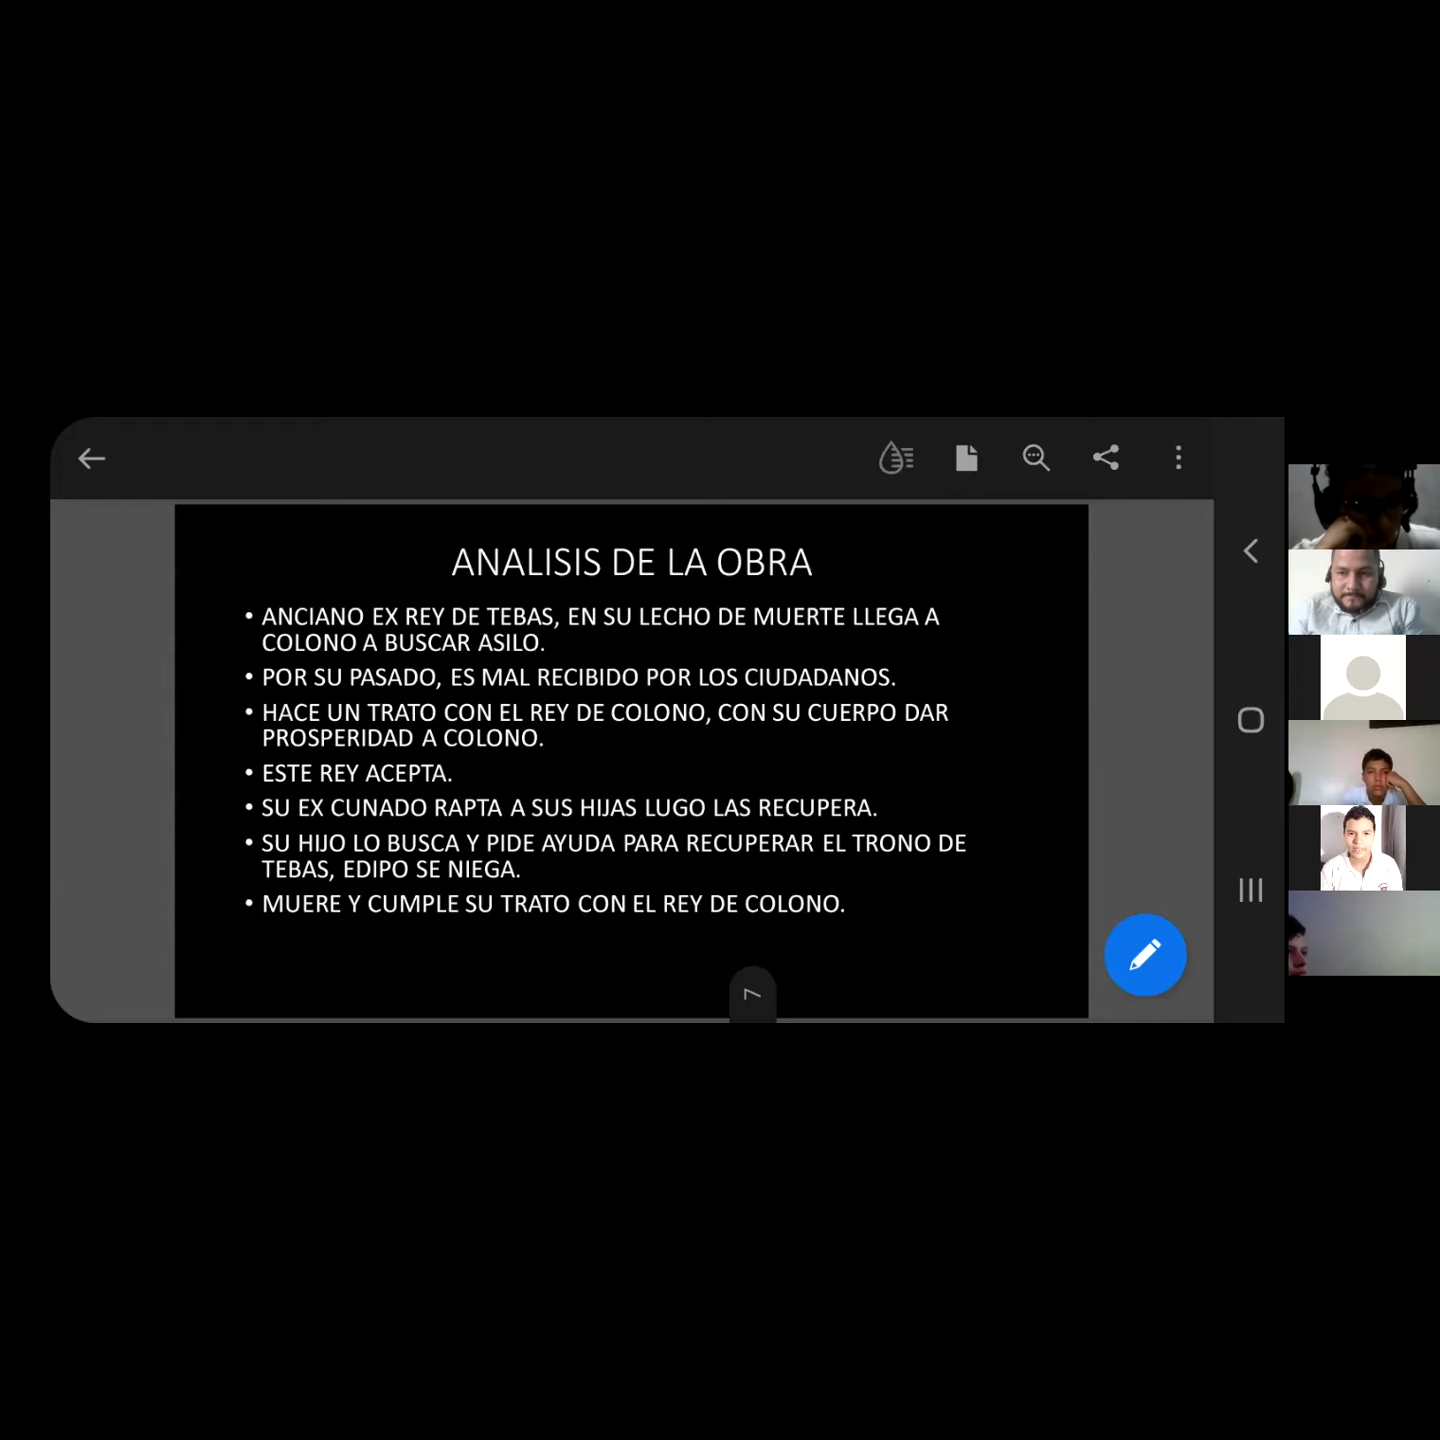 ANALISIS DE LA OBRA
• ANCIANO EX REY DE TEBAS, EN SU LECHO DE MUERTE LLEGA A
COLONO A BUSCAR ASILO.
• POR SU PASADO, ES MAL RECIBIDO POR LOS CIUDADANOS.
• HACE UN TRATO CON EL REY DE COLONO, CON SU CUERPO DAR
PROSPERIDAD A COLONO.
• ESTE REY ACEPTA.
• SU EX CUNADO RAPTA A SUS HIJAS LUGO LAS RECUPERA.
• SU HIJO LO BUSCA Y PIDE AYUDA PARA RECUPERAR EL TRONO DE
TEBAS, EDIPO SE NIEGA.
• MUERE Y CUMPLE SU TRATO CON EL REY DE COLONO.
7